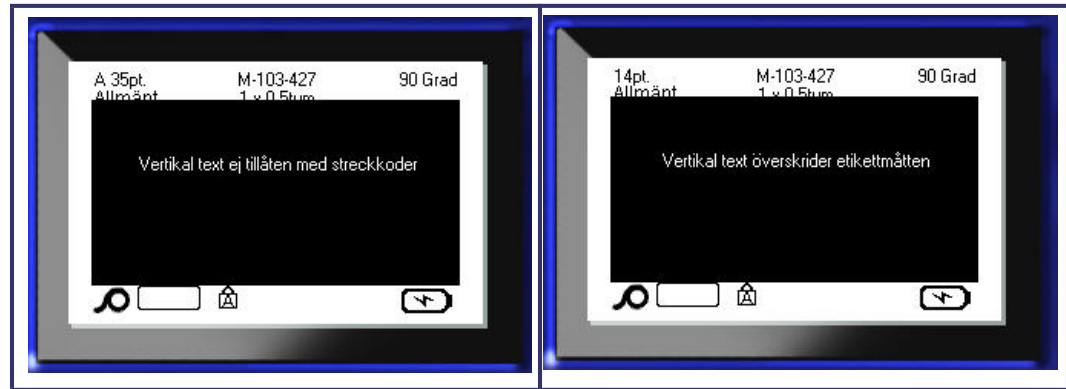 A 35pt. M-103-427 90 Grad
Allmänt 1 x 0.5tum
Vertikal text ej tillåten med streckkoder
A
14pt. M-103-427 90 Grad
Allmänt 1 x 0.5tum
Vertikal text överskrider etikettmåtten
A